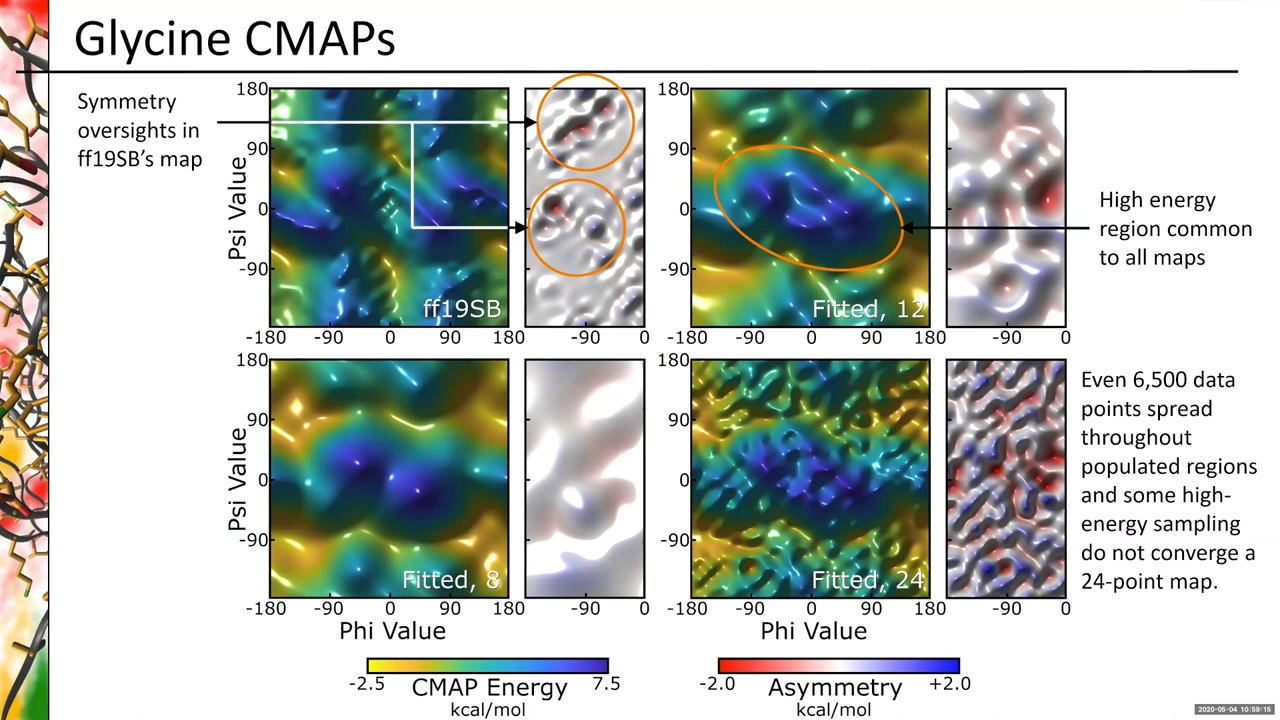 Glycine CMAPs
Symmetry
oversights in
ff19SB's map
Psi Value
180
90
0
-90
-180
-90
0
90
180
ff19SB
-90
0
180
90
0
-90
-180
-90
0
90
180
Fitted, 12
-90
0
High energy
region common
to all maps
Psi Value
180
90
0
-90
-180
-90
0
90
180
Fitted, 8
Phi Value
-90
0
180
90
0
-90
-180
-90
0
90
180
Fitted, 24
Phi Value
-90
0
Even 6,500 data
points spread
throughout
populated regions
and some high-
energy sampling
do not converge a
24-point map.
-2.5
CMAP Energy
7.5
kcal/mol
-2.0
Asymmetry
+2.0
kcal/mol
2020-05-04 10:59:15